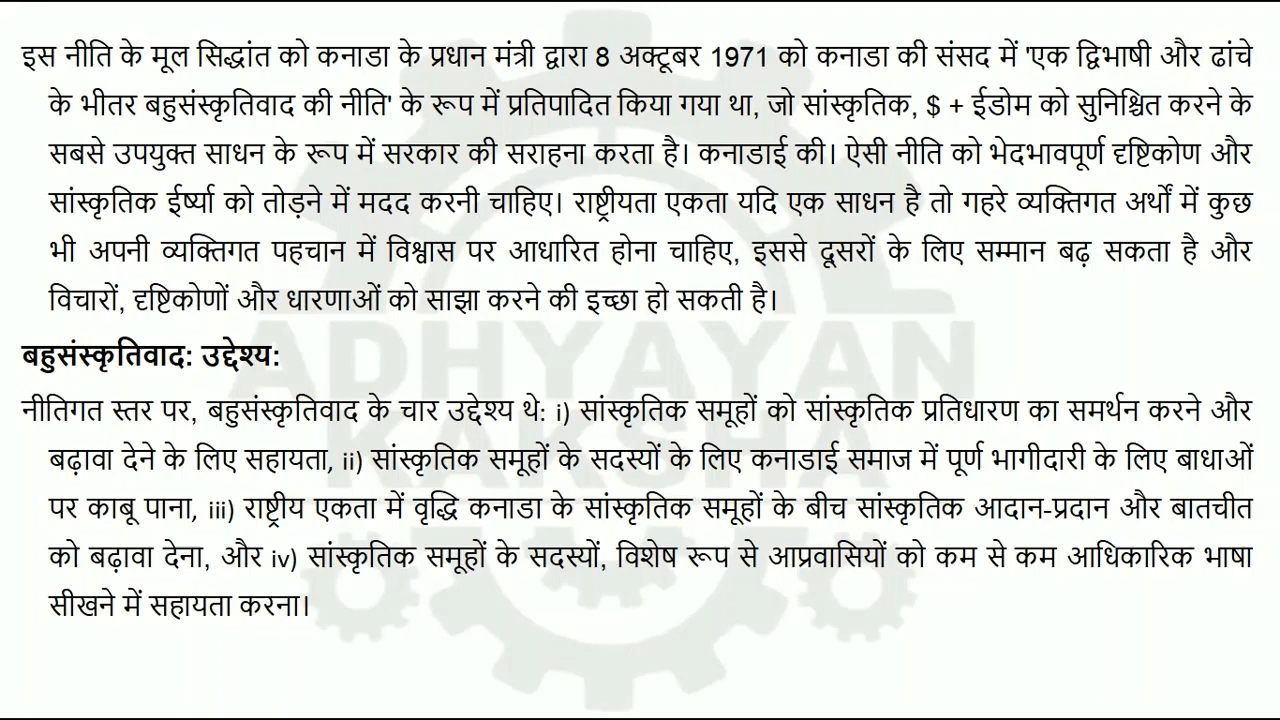 इस नीति के मूल सिद्धांत को कनाडा के प्रधान मंत्री द्वारा 8 अक्टूबर 1971 को कनाडा की संसद में 'एक द्विभाषी और ढांचे
के भीतर बहुसंस्कृतिवाद की नीति' के रूप में प्रतिपादित किया गया था, जो सांस्कृतिक, $ + ईडोम को सुनिश्चित करने के
सबसे उपयुक्त साधन के रूप में सरकार की सराहना करता है। कनाडाई की। ऐसी नीति को भेदभावपूर्ण दृष्टिकोण और
सांस्कृतिक ईर्ष्या को तोड़ने में मदद करनी चाहिए। राष्ट्रीयता एकता यदि एक साधन है तो गहरे व्यक्तिगत अर्थों में कुछ
भी अपनी व्यक्तिगत पहचान में विश्वास पर आधारित होना चाहिए, इससे दूसरों के लिए सम्मान बढ़ सकता है और
विचारों, दृष्टिकोणों और धारणाओं को साझा करने की इच्छा हो सकती है।
ADHYAYAN
बहुसंस्कृतिवाद: उद्देश्य:
नीतिगत स्तर पर, बहुसंस्कृतिवाद के चार उद्देश्य थे: i) सांस्कृतिक समूहों को सांस्कृतिक प्रतिधारण का समर्थन करने और
KAKSHA
बढ़ावा देने के लिए सहायता, ii) सांस्कृतिक समूहों के सदस्यों के लिए कनाडाई समाज में पूर्ण भागीदारी के लिए बाधाओं
पर काबू पाना, iii) राष्ट्रीय एकता में वृद्धि कनाडा के सांस्कृतिक समूहों के बीच सांस्कृतिक आदान-प्रदान और बातचीत
को बढ़ावा देना, और iv) सांस्कृतिक समूहों के सदस्यों, विशेष रूप से आप्रवासियों को कम से कम आधिकारिक भाषा
सीखने में सहायता करना।